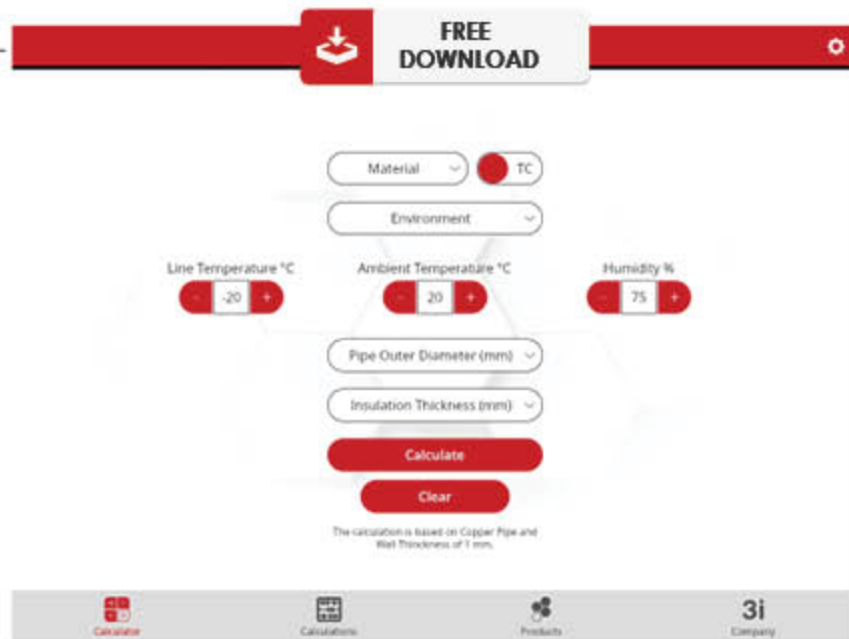 FREE
DOWNLOAD
Material
TC
Environment
Line Temperature °C
Ambient Temperature °C
Humidity %
- -20 +
- 20 +
- 75 +
Pipe Outer Diameter (mm)
Insulation Thickness (mm)
Calculate
Clear
The calculation is based on Copper Pipe and
Wall Thinckness of 1 mm.
Calculator
Calculations
Products
3i
Company